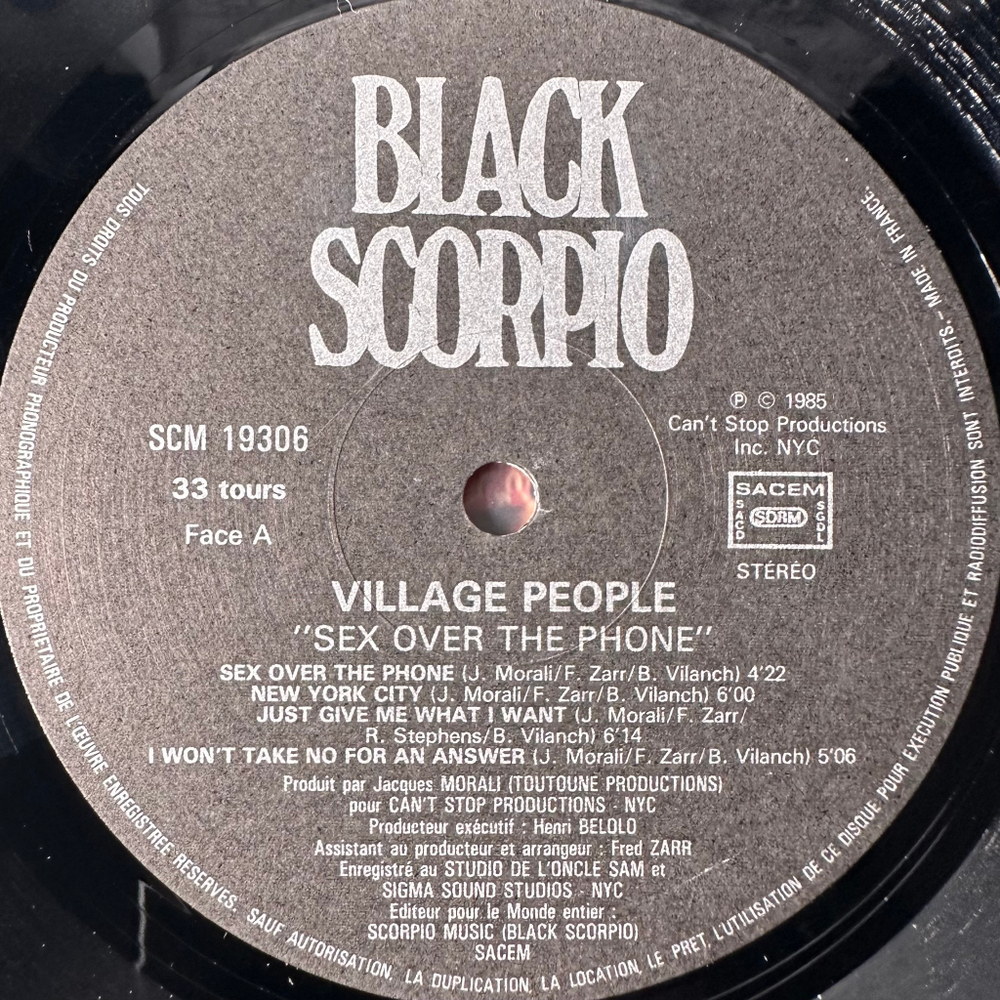 BLACK
SCORPIO
SCM 19306
33 tours
Face A
℗ © 1985
Can't Stop Productions
Inc. NYC
SACEM
SACD
SDRM
SGDL
STÉRÉO
VILLAGE PEOPLE
"SEX OVER THE PHONE"
SEX OVER THE PHONE (J. Morali/F. Zarr/B. Vilanch) 4'22
NEW YORK CITY (J. Morali/F. Zarr/B. Vilanch) 6'00
JUST GIVE ME WHAT I WANT (J. Morali/F. Zarr/
R. Stephens/B. Vilanch) 6'14
I WON'T TAKE NO FOR AN ANSWER (J. Morali/F. Zarr/B. Vilanch) 5'06
Produit par Jacques MORALI (TOUTOUNE PRODUCTIONS)
pour CAN'T STOP PRODUCTIONS - NYC
Producteur exécutif : Henri BELOLO
Assistant au producteur et arrangeur : Fred ZARR
Enregistré au STUDIO DE L'ONCLE SAM et
SIGMA SOUND STUDIOS - NYC
Editeur pour le Monde entier :
SCORPIO MUSIC (BLACK SCORPIO)
SACEM
TOUS DROITS DU PRODUCTEUR PHONOGRAPHIQUE ET DU PROPRIETAIRE DE L'ŒUVRE ENREGISTREE RESERVES. SAUF AUTORISATION, LA DUPLICATION, LA LOCATION, LE PRET, L'UTILISATION DE CE DISQUE POUR EXECUTION PUBLIQUE ET RADIODIFFUSION SONT INTERDITS. - MADE IN FRANCE.